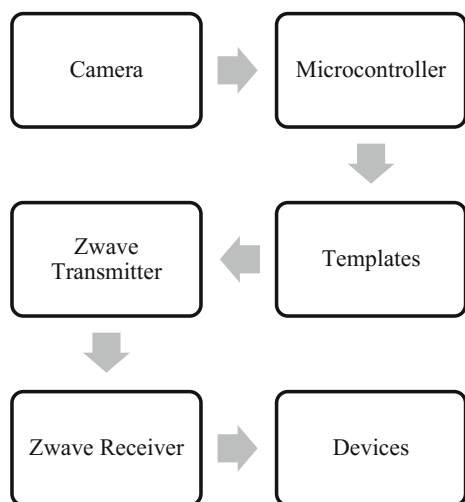 Camera
Microcontroller
Zwave
Transmitter
Templates
Zwave Receiver
Devices